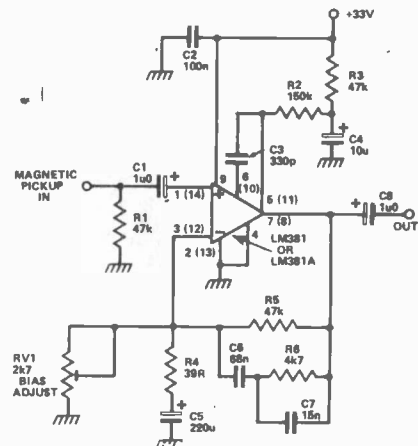 +33V
C2
100n
R3
47k
R2
150k
C4
10u
C3
330p
6
(10)
9
C1
1u0
MAGNETIC
PICKUP
IN
1 (14)
5 (11)
7 (8)
C8
1u0
OUT
R1
47k
3 (12)
4
2 (13)
LM381
OR
LM381A
R5
47k
RV1
2k7
BIAS
ADJUST
R4
39R
C6
68n
R6
4k7
C7
15n
C5
220u